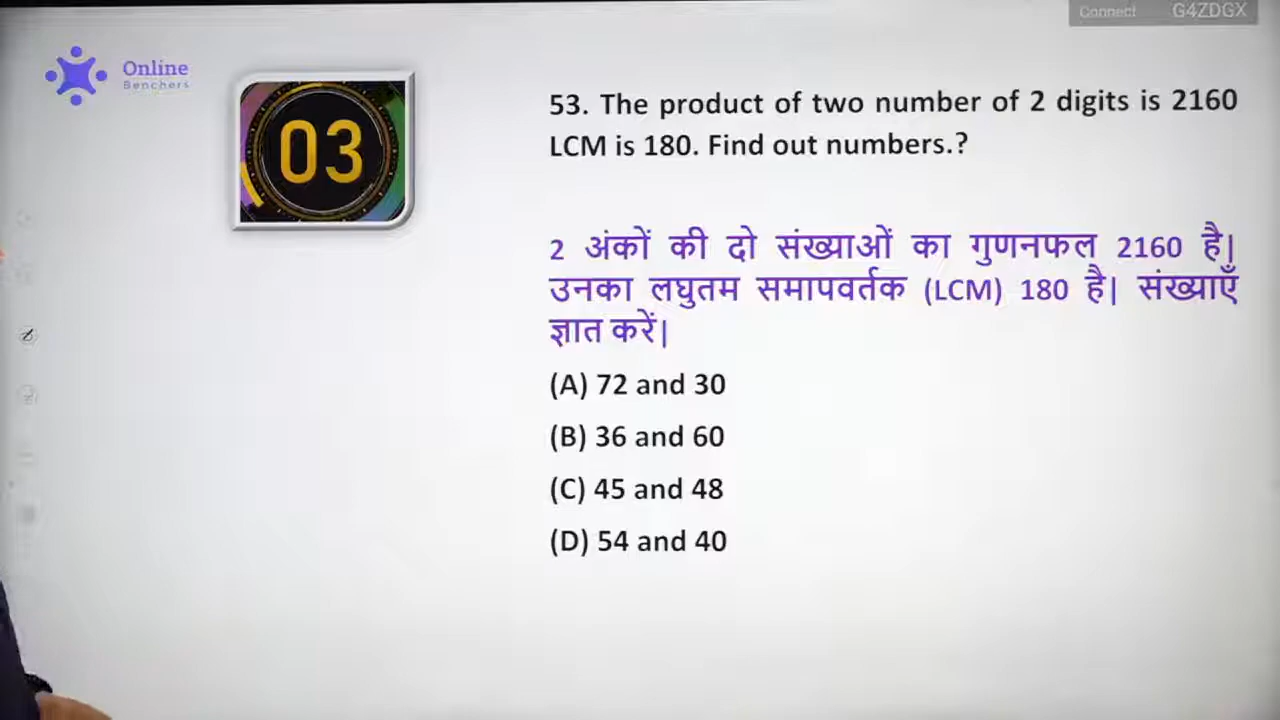 Connect G4ZDGX
Online
Benchers
03
53. The product of two number of 2 digits is 2160
LCM is 180. Find out numbers.?
2 अंकों की दो संख्याओं का गुणनफल 2160 है|
उनका लघुतम समापवर्तक (LCM) 180 है| संख्याएँ
ज्ञात करें|
(A) 72 and 30
(B) 36 and 60
(C) 45 and 48
(D) 54 and 40